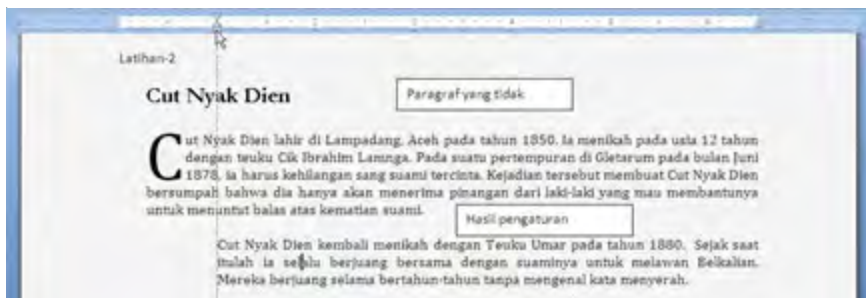 Latihan-2
Cut Nyak Dien
Paragraf yang tidak
Cut Nyak Dien lahir di Lampadang, Aceh pada tahun 1850. Ia menikah pada usia 12 tahun
dengan teuku Cik Ibrahim Lamnga. Pada suatu pertempuran di Gletarum pada bulan Juni
1878, ia harus kehilangan sang suami tercinta. Kejadian tersebut membuat Cut Nyak Dien
bersumpah bahwa dia hanya akan menerima pinangan dari laki-laki yang mau membantunya
untuk menuntut balas atas kematian suami.
Hasil pengaturan
Cut Nyak Dien kembali menikah dengan Teuku Umar pada tahun 1880. Sejak saat
itulah ia selalu berjuang bersama dengan suaminya untuk melawan Belkalian.
Mereka berjuang selama bertahun-tahun tanpa mengenal kata menyerah.